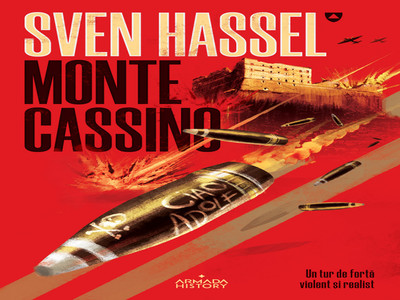 SVEN HASSEL
MONTE
CASSINO
CIAO
ADOLF
Un tur de forță
violent și realist
ARMADA
HISTORY